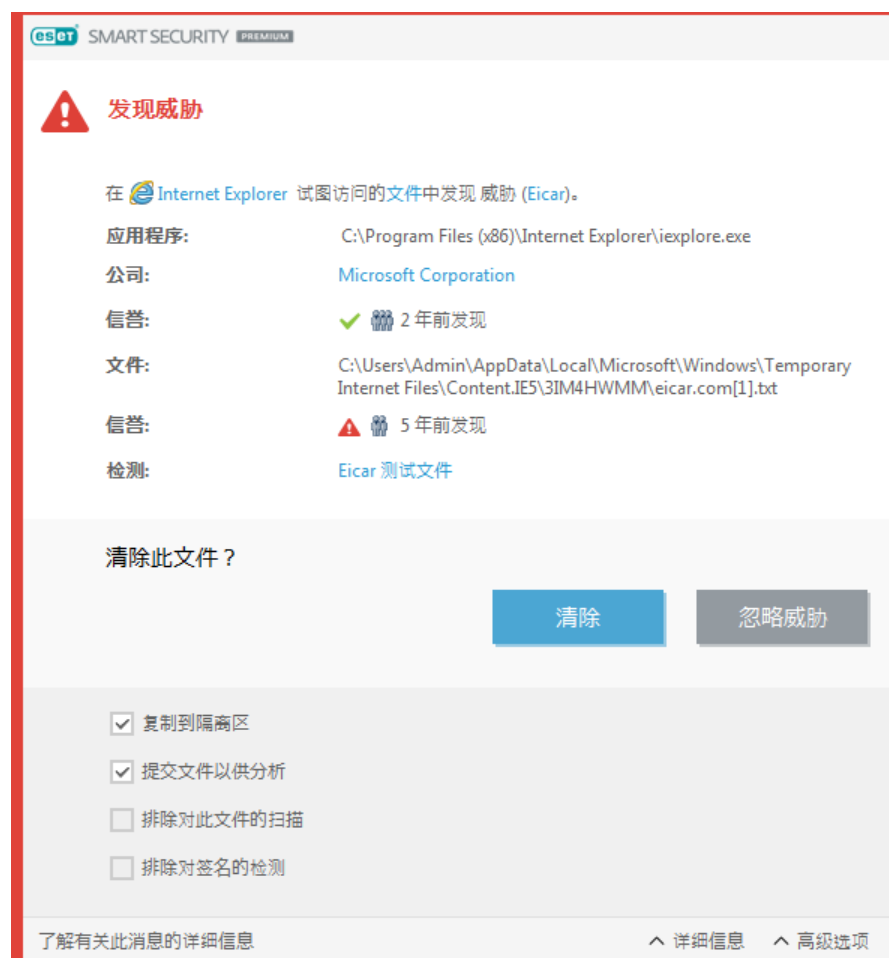 eset SMART SECURITY PREMIUM
发现威胁
在 Internet Explorer 试图访问的文件中发现 威胁 (Eicar)。
应用程序: C:\Program Files (x86)\Internet Explorer\iexplore.exe
公司: Microsoft Corporation
信誉: 2 年前发现
文件: C:\Users\Admin\AppData\Local\Microsoft\Windows\Temporary
Internet Files\Content.IE5\3IM4HWMM\eicar.com[1].txt
信誉: 5 年前发现
检测: Eicar 测试文件
清除此文件？
清除 忽略威胁
复制到隔离区
提交文件以供分析
排除对此文件的扫描
排除对签名的检测
了解有关此消息的详细信息 详细信息 高级选项